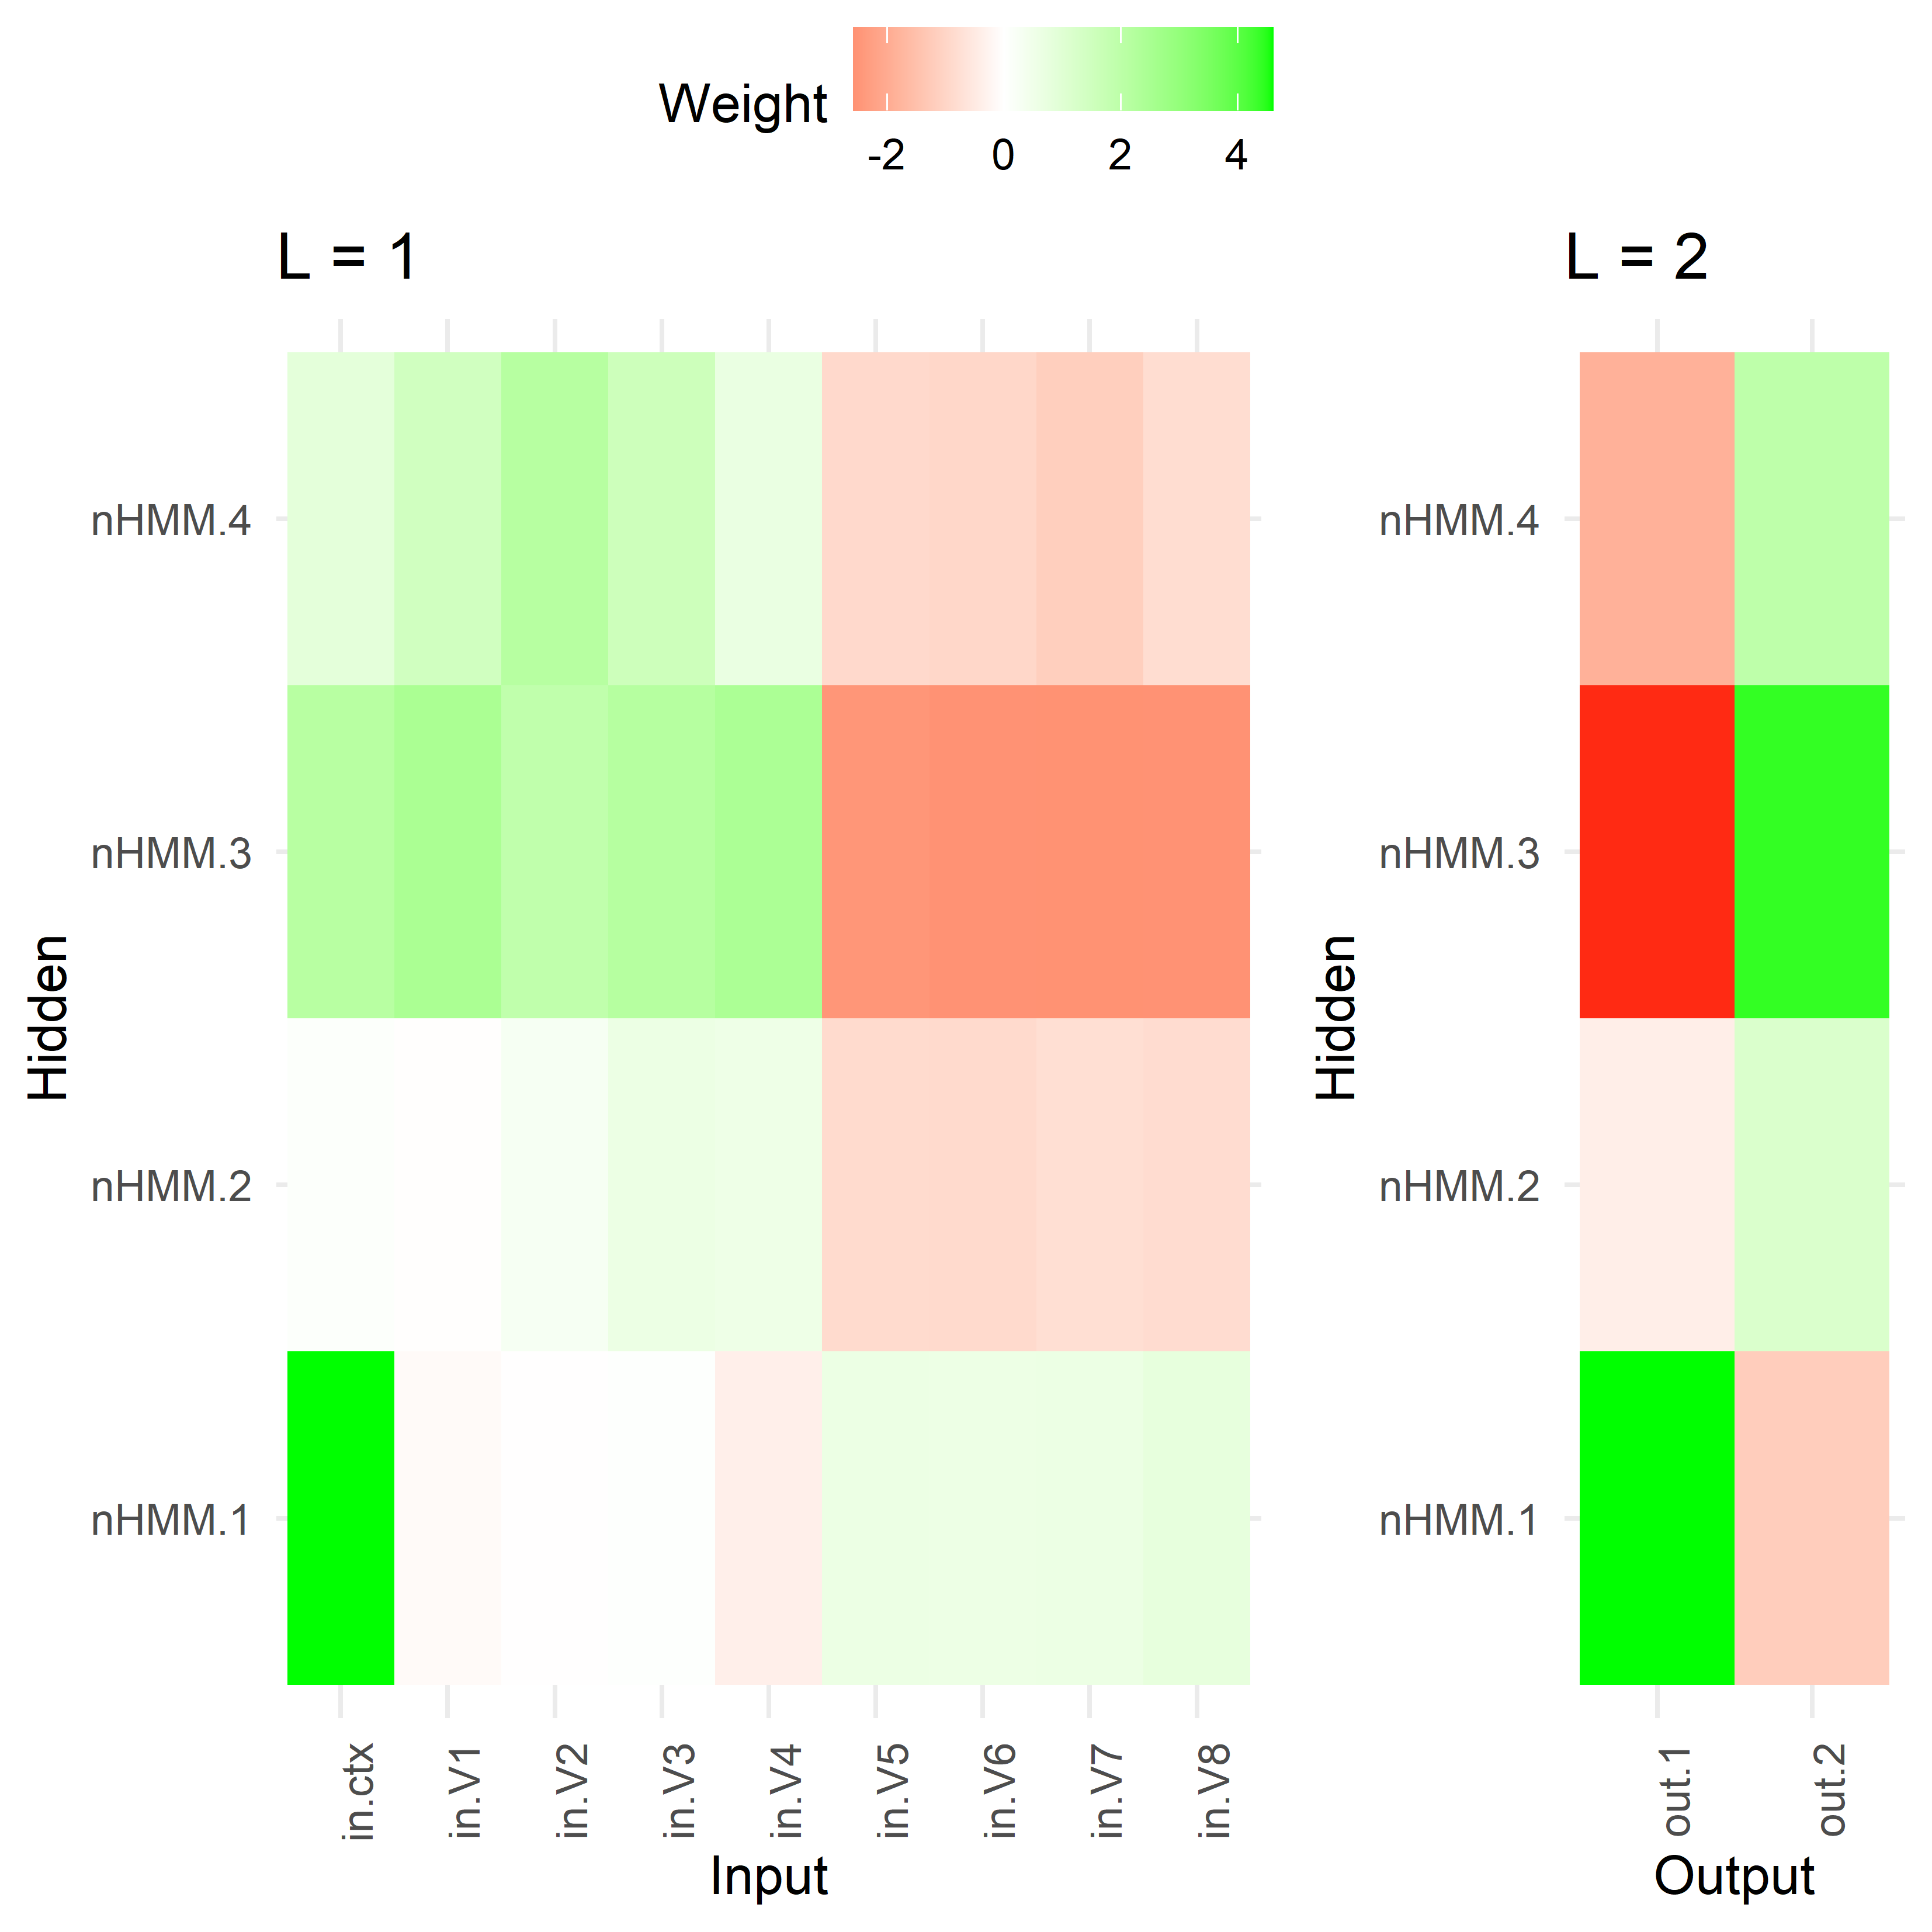 Weight
-2 0 2 4
L = 1
L = 2
Hidden
nHMM.4
nHMM.3
nHMM.2
nHMM.1
in.ctx
in.V1
in.V2
in.V3
in.V4
in.V5
in.V6
in.V7
in.V8
Input
Hidden
nHMM.4
nHMM.3
nHMM.2
nHMM.1
out.1
out.2
Output